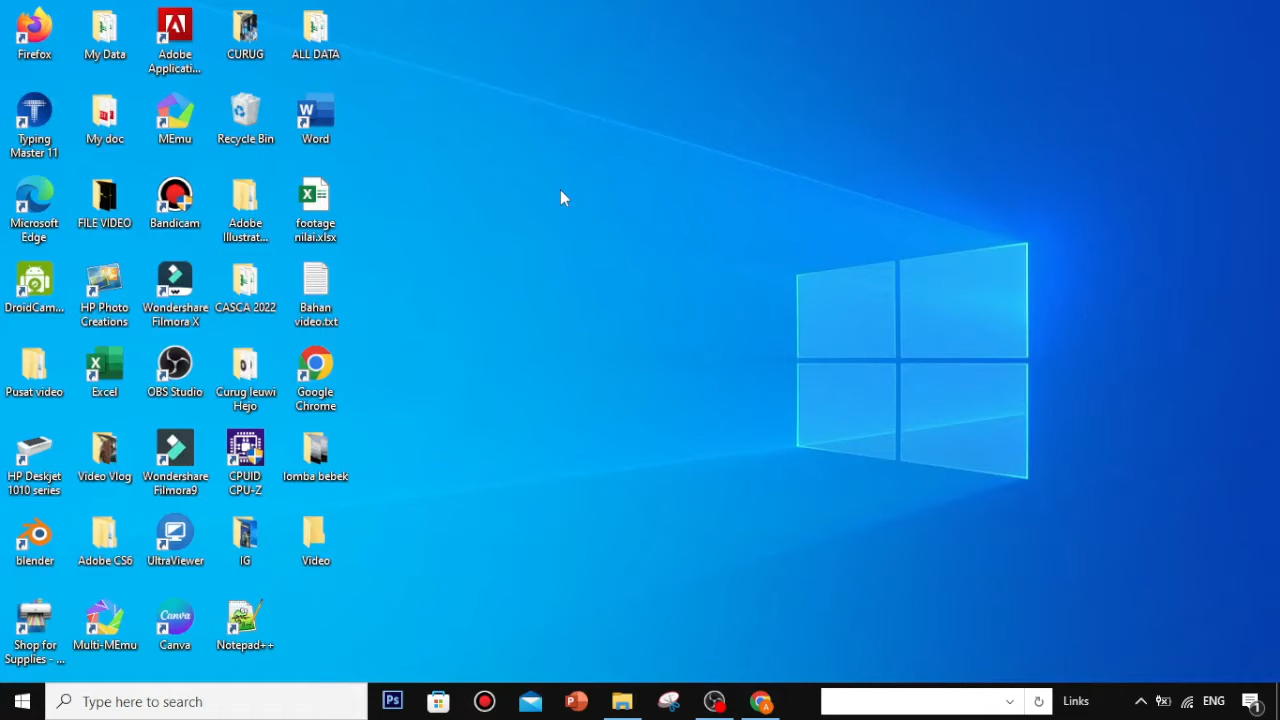 Firefox
My Data
Adobe
Applicati...
CURUG
ALL DATA
Typing
Master 11
My doc
MEmu
Recycle Bin
Word
Microsoft
Edge
FILE VIDEO
Bandicam
Adobe
Illustrat...
footage
nilai.xlsx
DroidCam...
HP Photo
Creations
Wondershare
Filmora X
CASCA 2022
Bahan
video.txt
Pusat video
Excel
OBS Studio
Curug leuwi
Hejo
Google
Chrome
HP Deskjet
1010 series
Video Vlog
Wondershare
Filmora9
CPUID
CPU-Z
lomba bebek
blender
Adobe CS6
UltraViewer
IG
Video
Shop for
Supplies - ...
Multi-MEmu
Canva
Canva
Notepad++
Type here to search
Ps
Links
ENG
1